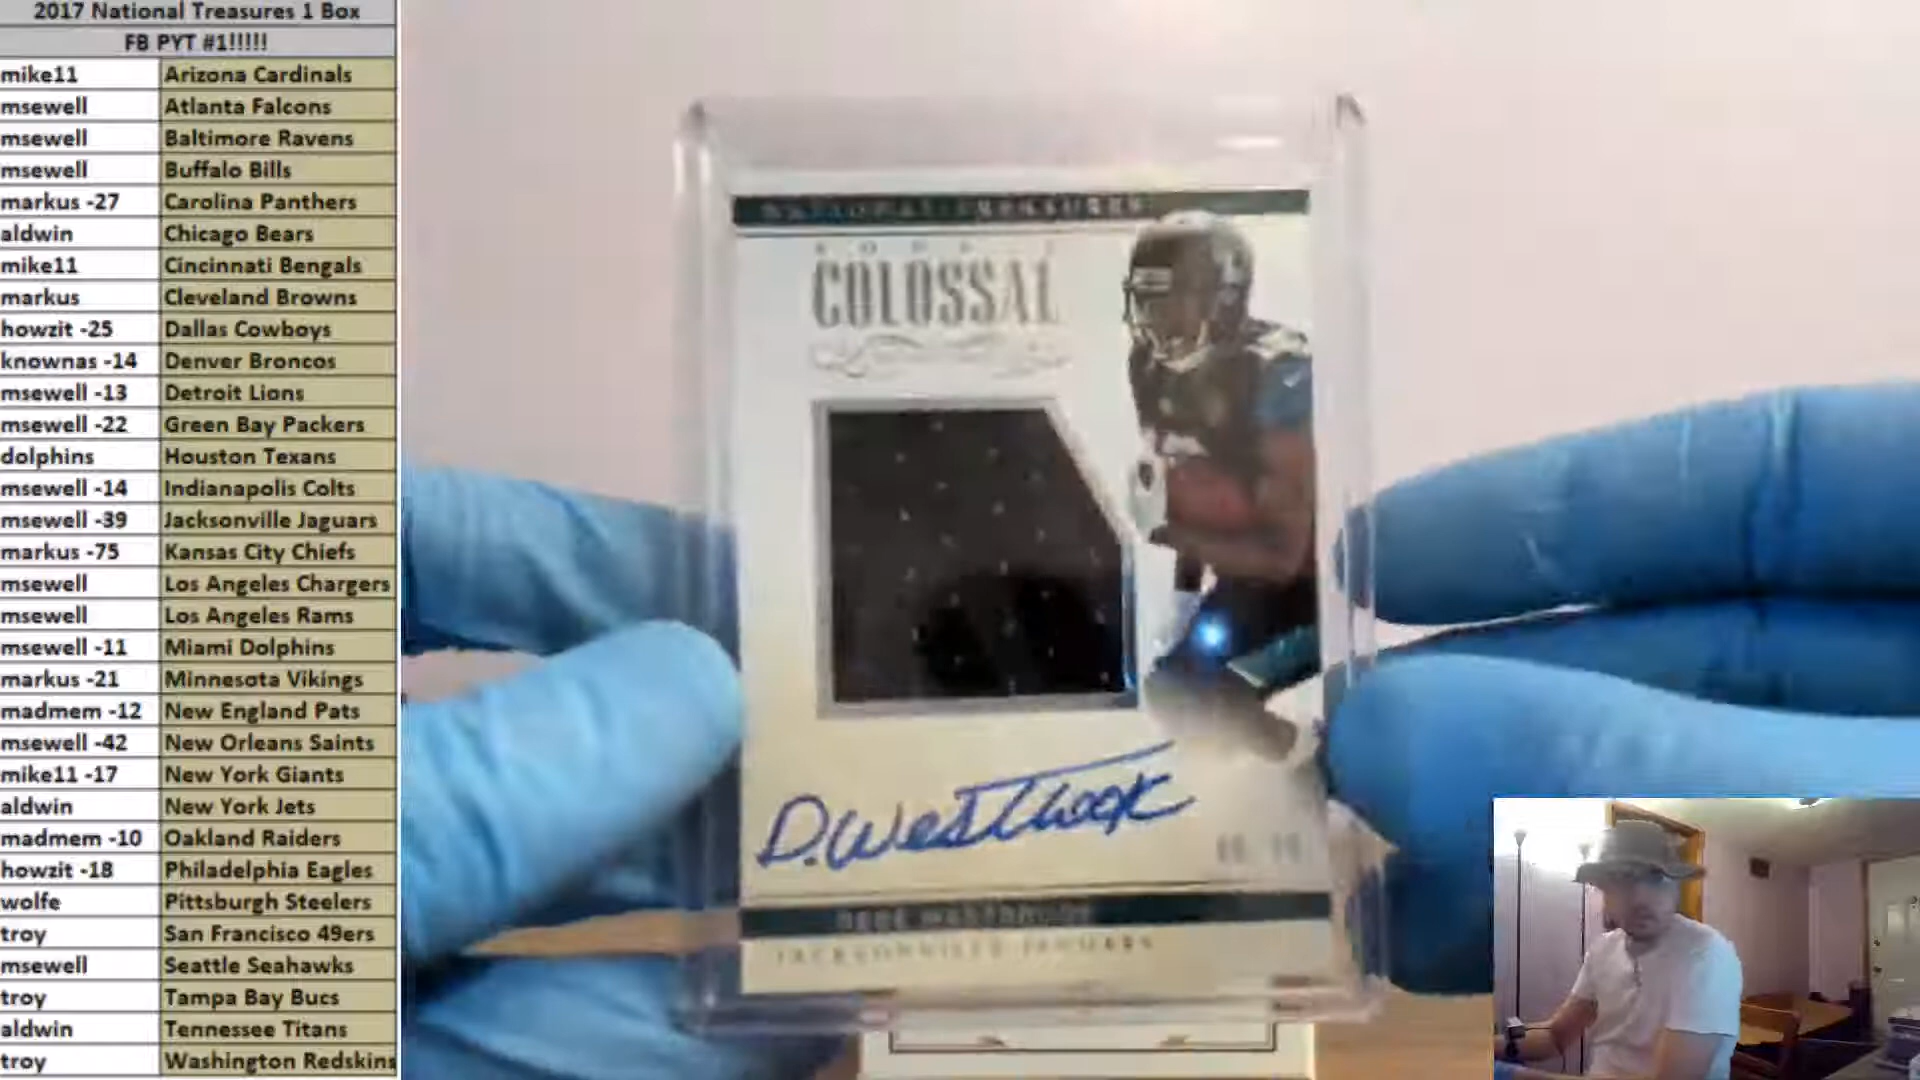 2017 National Treasures 1 Box
FB PYT #1!!!!!
mike11 Arizona Cardinals
msewell Atlanta Falcons
msewell Baltimore Ravens
msewell Buffalo Bills
markus -27 Carolina Panthers
aldwin Chicago Bears
mike11 Cincinnati Bengals
markus Cleveland Browns
howzit -25 Dallas Cowboys
knownas -14 Denver Broncos
msewell -13 Detroit Lions
msewell -22 Green Bay Packers
dolphins Houston Texans
msewell -14 Indianapolis Colts
msewell -39 Jacksonville Jaguars
markus -75 Kansas City Chiefs
msewell Los Angeles Chargers
msewell Los Angeles Rams
msewell -11 Miami Dolphins
markus -21 Minnesota Vikings
madmem -12 New England Pats
msewell -42 New Orleans Saints
mike11 -17 New York Giants
aldwin New York Jets
madmem -10 Oakland Raiders
howzit -18 Philadelphia Eagles
wolfe Pittsburgh Steelers
troy San Francisco 49ers
msewell Seattle Seahawks
troy Tampa Bay Bucs
aldwin Tennessee Titans
troy Washington Redskins
NATIONAL TREASURES
COLOSSAL
D. Westbrook
JACKSONVILLE JAGUARS